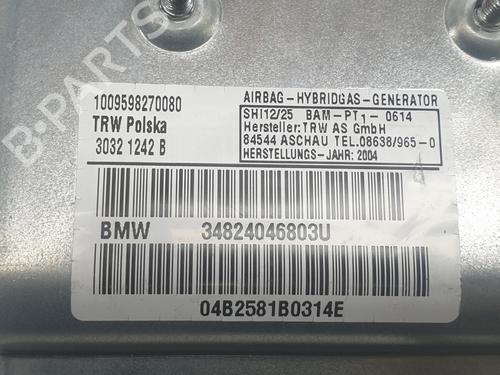 B-PARTS
1009598270080
TRW Polska
3032 1242 B
AIRBAG-HYBRIDGAS-GENERATOR
SHI12/25 BAM-PT1-0614
Hersteller:TRW AS GmbH
84544 ASCHAU TEL.08638/965-0
HERSTELLUNGS-JAHR: 2004
BMW 34824046803U
04B2581B0314E